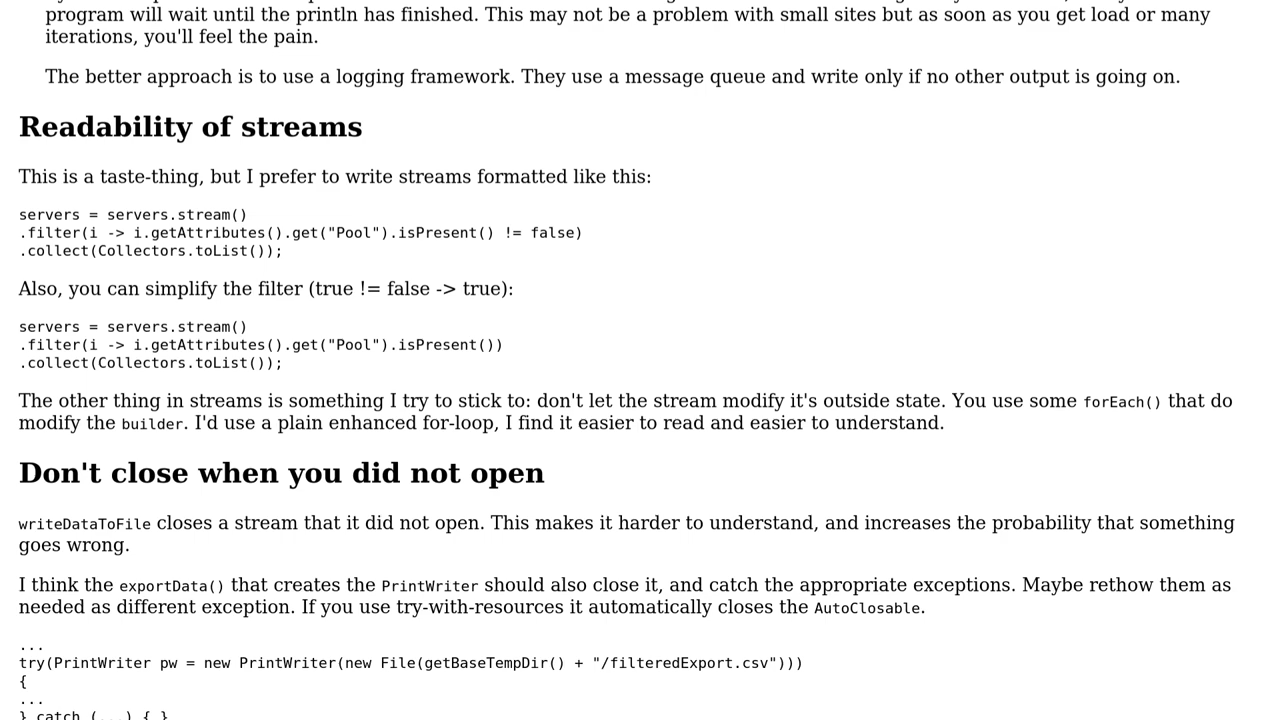 program will wait until the println has finished. This may not be a problem with small sites but as soon as you get load or many
iterations, you'll feel the pain.
The better approach is to use a logging framework. They use a message queue and write only if no other output is going on.
Readability of streams
This is a taste-thing, but I prefer to write streams formatted like this:
servers = servers.stream()
.filter(i -> i.getAttributes().get("Pool").isPresent() != false)
.collect(Collectors.toList());
Also, you can simplify the filter (true != false -> true):
servers = servers.stream()
.filter(i -> i.getAttributes().get("Pool").isPresent())
.collect(Collectors.toList());
The other thing in streams is something I try to stick to: don't let the stream modify it's outside state. You use some forEach() that do
modify the builder. I'd use a plain enhanced for-loop, I find it easier to read and easier to understand.
Don't close when you did not open
writeDataToFile closes a stream that it did not open. This makes it harder to understand, and increases the probability that something
goes wrong.
I think the exportData() that creates the PrintWriter should also close it, and catch the appropriate exceptions. Maybe rethow them as
needed as different exception. If you use try-with-resources it automatically closes the AutoClosable.
...
try(PrintWriter pw = new PrintWriter(new File(getBaseTempDir() + "/filteredExport.csv")))
{
...
} catch (...) { }